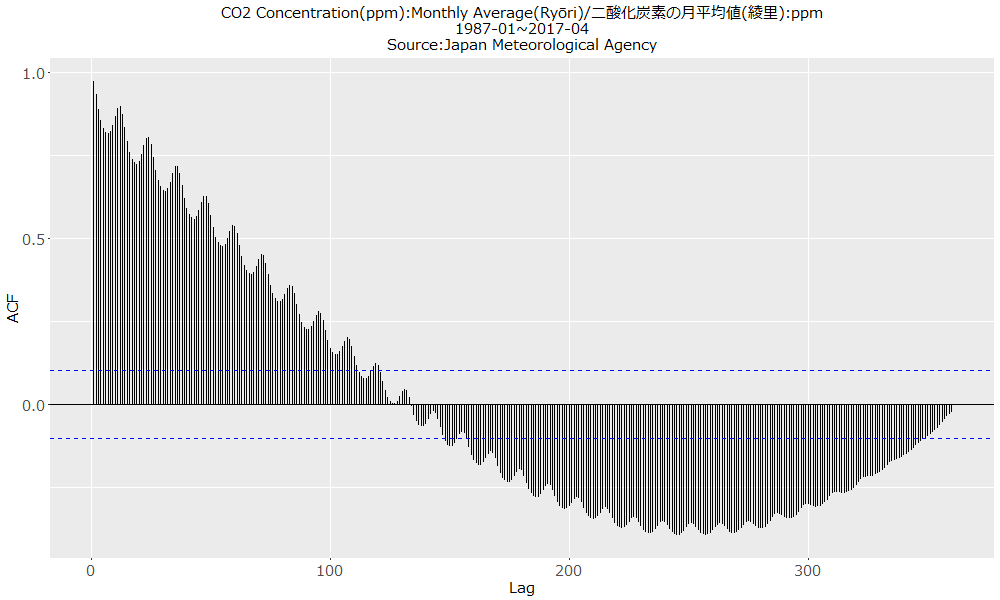 CO2 Concentration(ppm):Monthly Average(Ryōri)/二酸化炭素の月平均値(綾里):ppm
1987-01~2017-04
Source:Japan Meteorological Agency
1.0
0.5
0.0
ACF
0 100 200 300
Lag